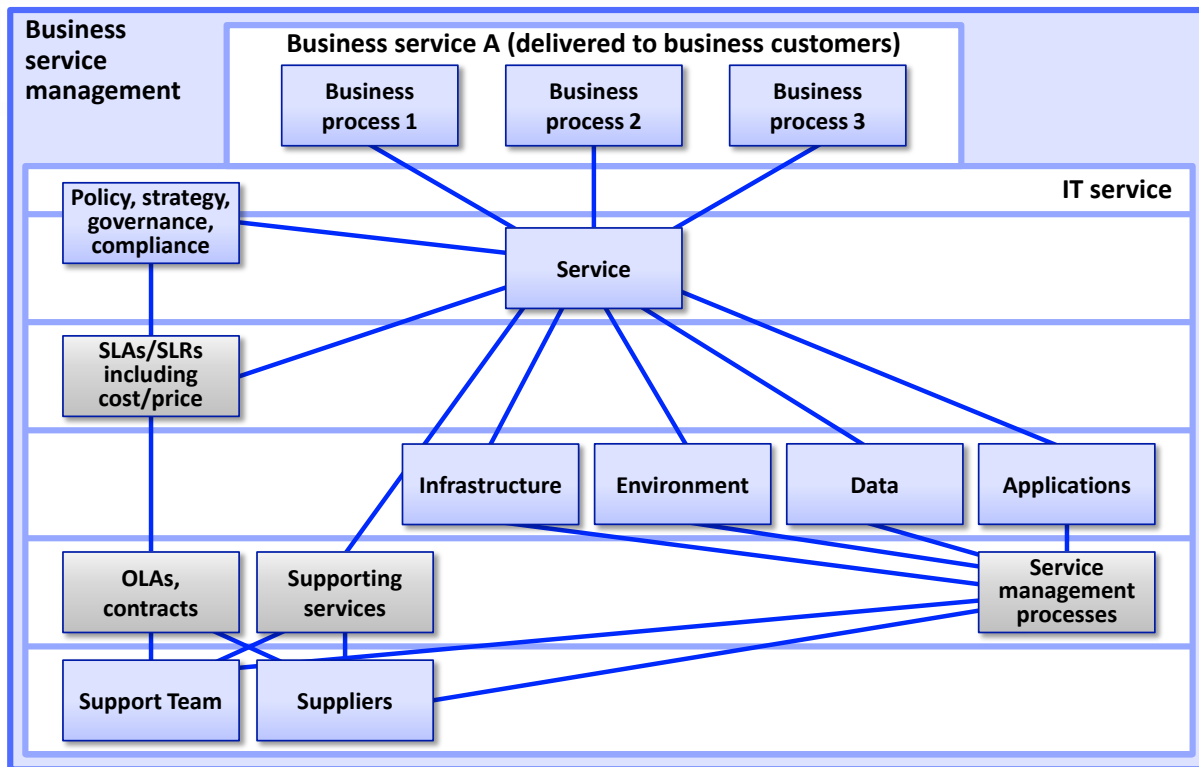 Business
service
management
Business service A (delivered to business customers)
Business
process 1
Business
process 2
Business
process 3
IT service
Policy, strategy,
governance,
compliance
Service
SLAs/SLRs
including
cost/price
Infrastructure
Environment
Data
Applications
OLAs,
contracts
Supporting
services
Service
management
processes
Support Team
Suppliers